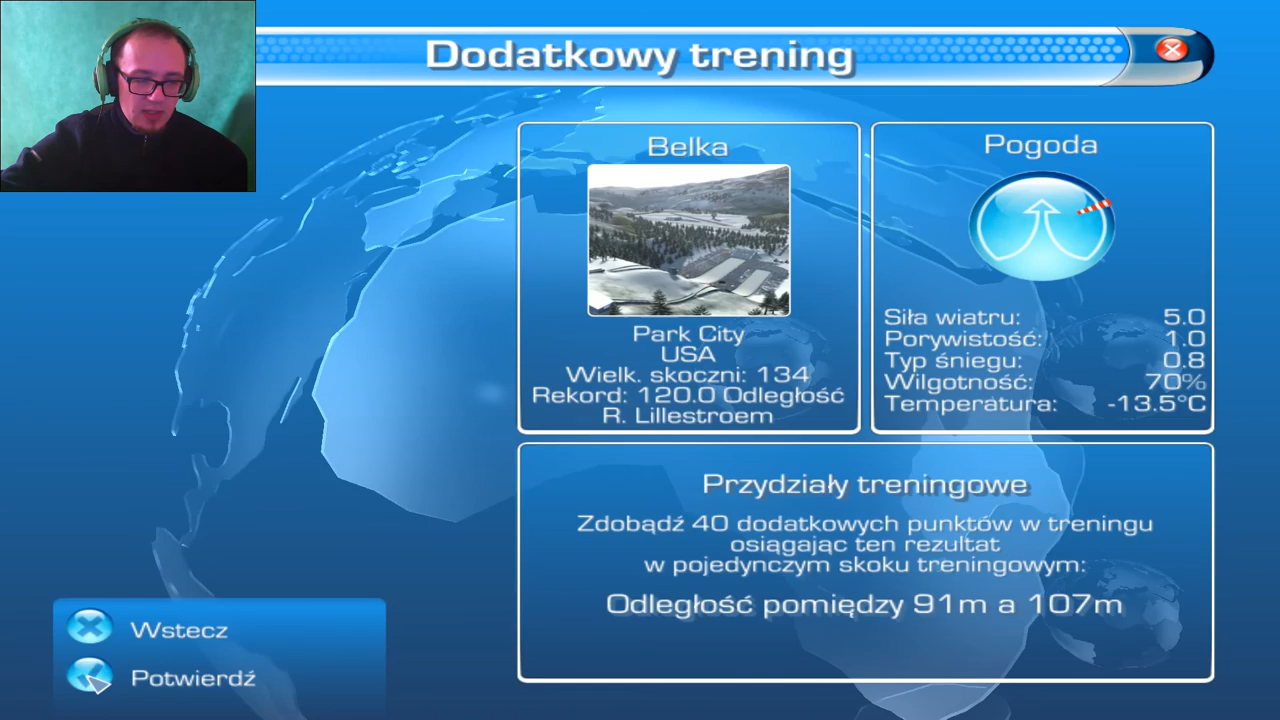 Dodatkowy trening
Belka
Park City
USA
Wielk. skoczni: 134
Rekord: 120.0 Odległość
R. Lillestroem
Pogoda
Siła wiatru: 5.0
Porywistość: 1.0
Typ śniegu: 0.8
Wilgotność: 70%
Temperatura: -13.5°C
Przydziały treningowe
Zdobądź 40 dodatkowych punktów w treningu
osiągając ten rezultat
w pojedynczym skoku treningowym:
Odległość pomiędzy 91m a 107m
Wstecz
Potwierdź